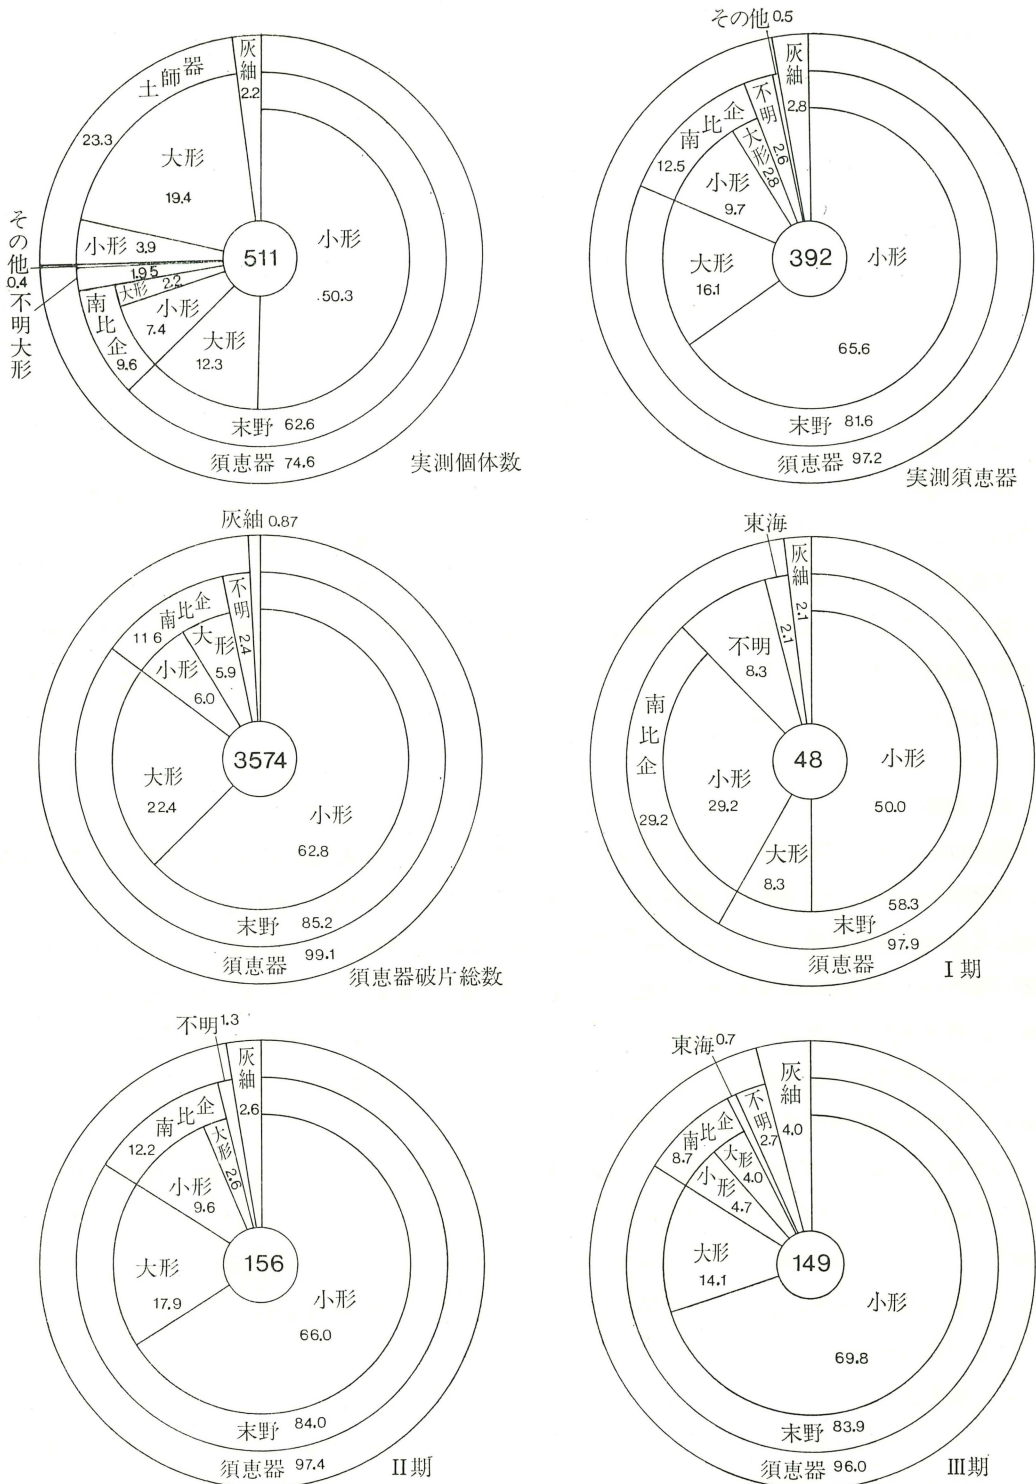 灰紬
2.2
土師器
23.3
大形
19.4
小形 3.9
その他
0.4
不明大形
1.9 5
大形 2.2
小形
7.4
南比企
9.6
大形
12.3
511
小形
50.3
末野 62.6
須恵器 74.6
実測個体数
その他 0.5
灰紬
2.8
不明
2.6
南比企
12.5
大形
2.8
小形
9.7
大形
16.1
392
小形
65.6
末野 81.6
須恵器 97.2
実測須恵器
灰紬 0.87
不明
2.4
南比企
11 6
大形
5.9
小形
6.0
大形
22.4
3574
小形
62.8
末野 85.2
須恵器 99.1
須恵器破片総数
東海
2.1
灰紬
2.1
不明
8.3
南比企
29.2
小形
29.2
大形
8.3
48
小形
50.0
末野 58.3
須恵器 97.9
I期
不明 1.3
灰紬
2.6
南比企
12.2
大形
2.6
小形
9.6
大形
17.9
156
小形
66.0
末野 84.0
須恵器 97.4
II期
東海 0.7
灰紬
4.0
不明
2.7
南比企
8.7
大形
4.0
小形
4.7
大形
14.1
149
小形
69.8
末野 83.9
須恵器 96.0
III期